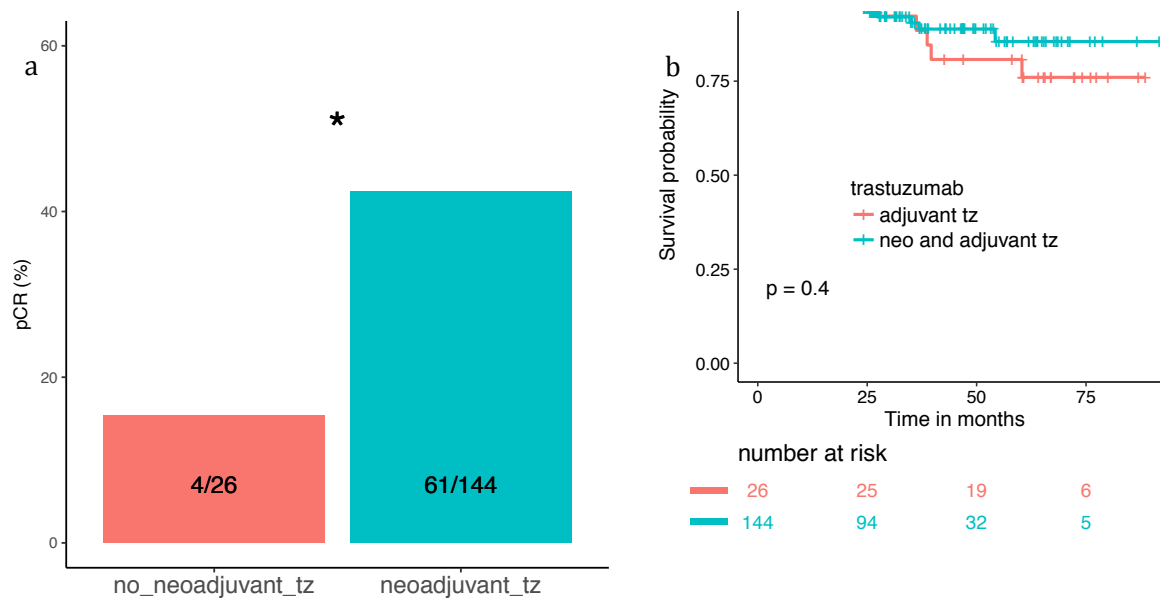 a
60
40
20
0
pCR (%)
*
4/26
61/144
no_neoadjuvant_tz
neoadjuvant_tz
b
0.75
0.50
0.25
0.00
Survival probability
trastuzumab
adjuvant tz
neo and adjuvant tz
p = 0.4
0 25 50 75
Time in months
number at risk
26 25 19 6
144 94 32 5